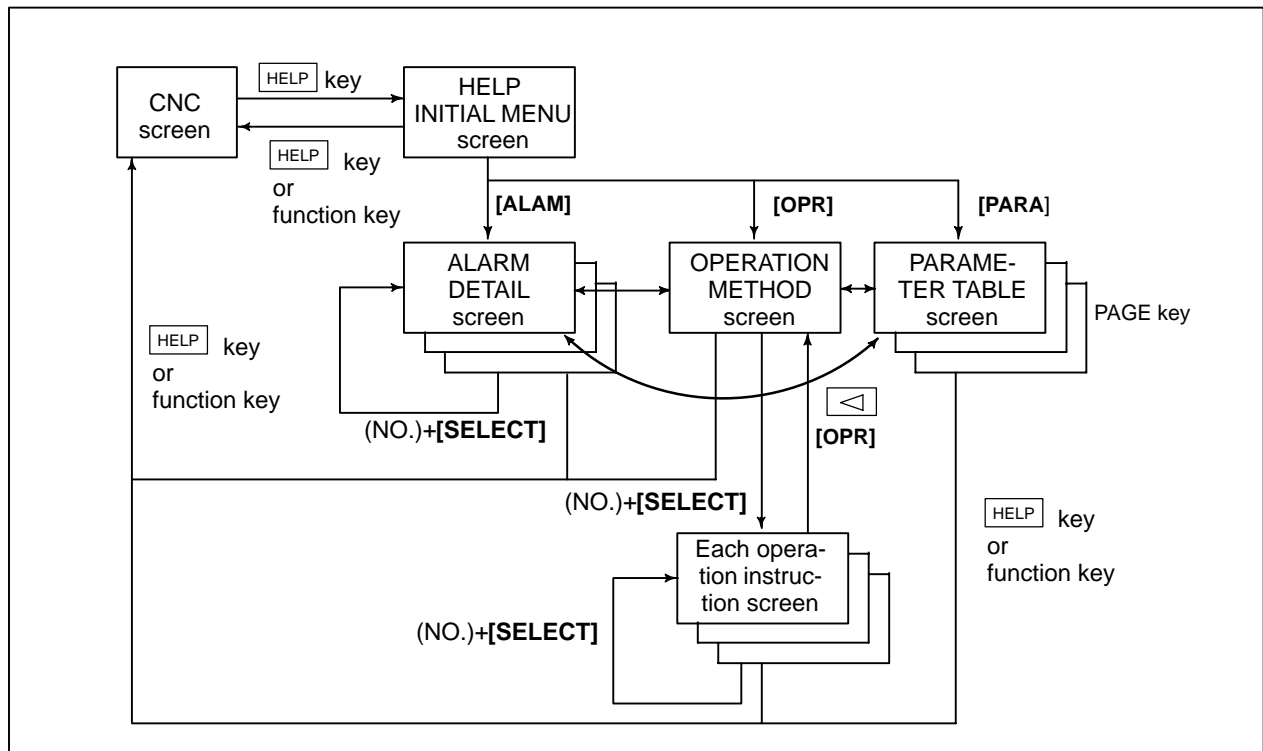 CNC
screen
HELP key
HELP
INITIAL MENU
screen
HELP key
or
function key
[ALAM]
[OPR]
[PARA]
ALARM
DETAIL
screen
OPERATION
METHOD
screen
PARAME-
TER TABLE
screen
PAGE key
HELP key
or
function key
(NO.)+[SELECT]
[OPR]
(NO.)+[SELECT]
HELP key
or
function key
Each opera-
tion instruc-
tion screen
(NO.)+[SELECT]